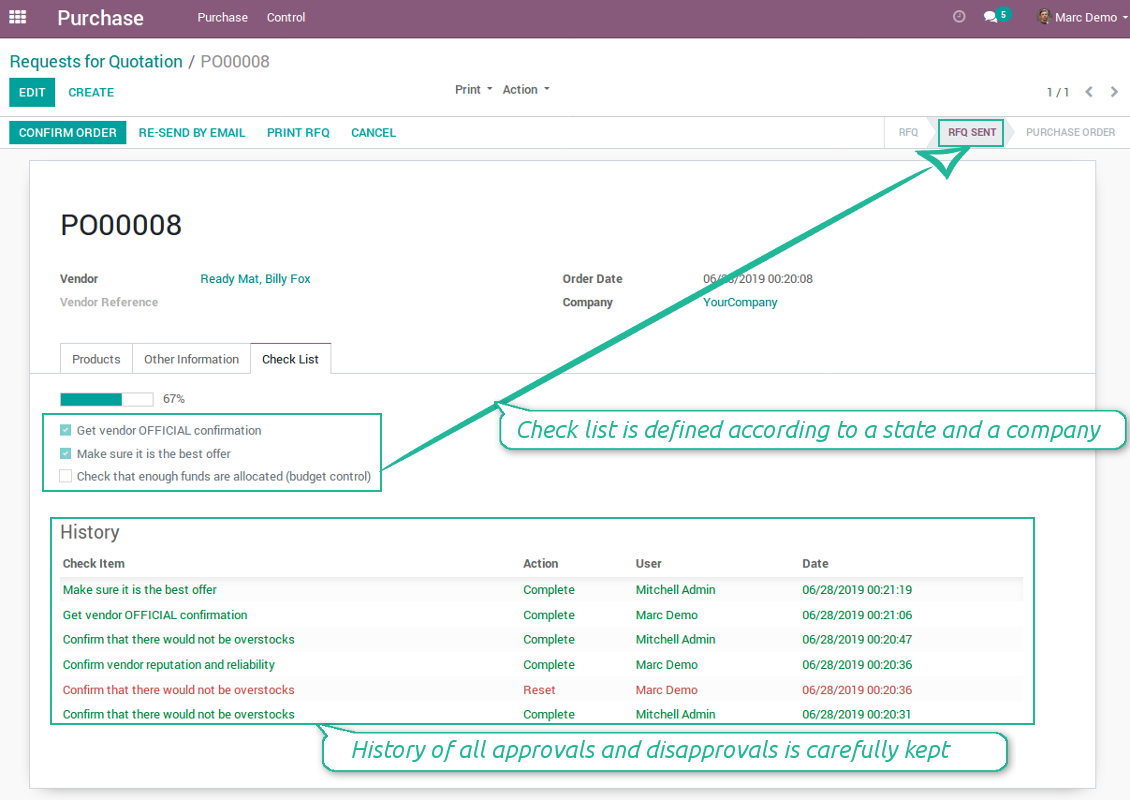 Purchase Purchase Control 5 Marc Demo
Requests for Quotation / PO00008
EDIT CREATE Print Action 1 / 1
CONFIRM ORDER RE-SEND BY EMAIL PRINT RFQ CANCEL RFQ RFQ SENT PURCHASE ORDER
PO00008
Vendor Ready Mat, Billy Fox Order Date 06/28/2019 00:20:08
Vendor Reference Company YourCompany
Products Other Information Check List
67%
Get vendor OFFICIAL confirmation
Check list is defined according to a state and a company
Make sure it is the best offer
Check that enough funds are allocated (budget control)
History
Check Item Action User Date
Make sure it is the best offer Complete Mitchell Admin 06/28/2019 00:21:19
Get vendor OFFICIAL confirmation Complete Marc Demo 06/28/2019 00:21:06
Confirm that there would not be overstocks Complete Mitchell Admin 06/28/2019 00:20:47
Confirm vendor reputation and reliability Complete Marc Demo 06/28/2019 00:20:36
Confirm that there would not be overstocks Reset Marc Demo 06/28/2019 00:20:36
Confirm that there would not be overstocks Complete Mitchell Admin 06/28/2019 00:20:31
History of all approvals and disapprovals is carefully kept